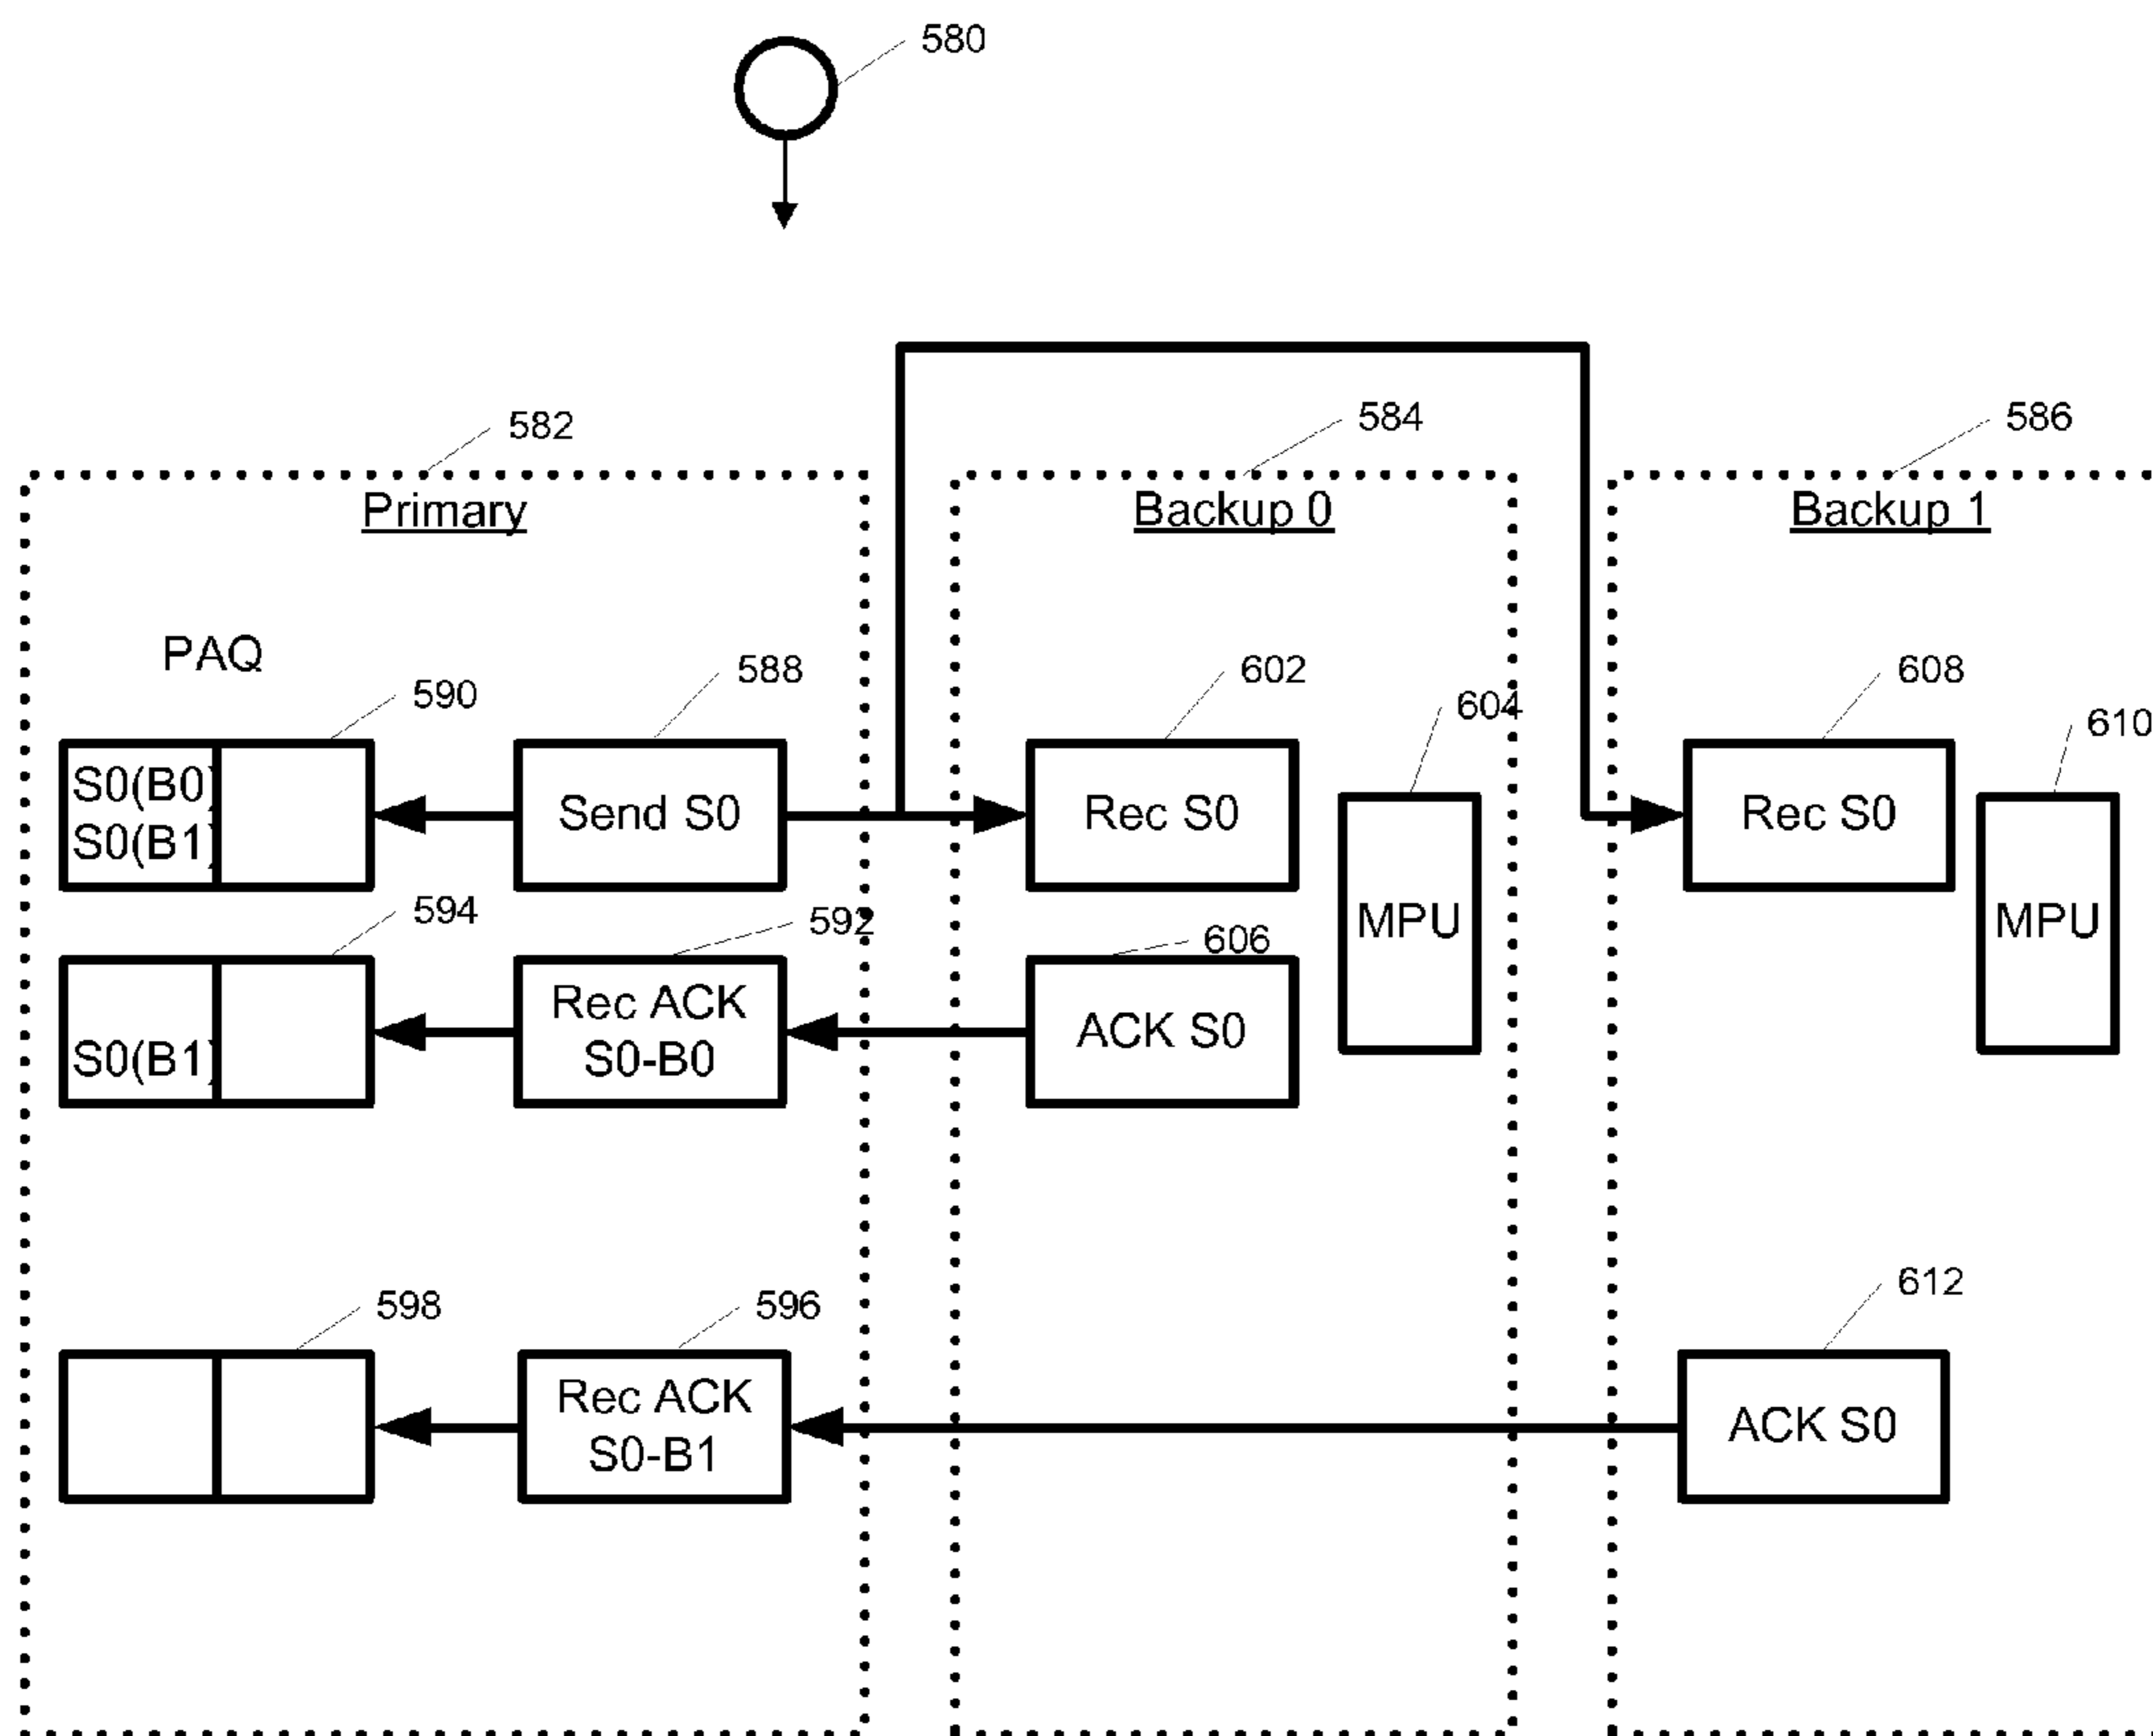 580
582
584
586
Primary
Backup 0
Backup 1
PAQ
590
588
602
604
608
610
S0(B0)
S0(B1)
Send S0
Rec S0
MPU
Rec S0
MPU
594
592
606
S0(B1)
Rec ACK
S0-B0
ACK S0
598
596
612
Rec ACK
S0-B1
ACK S0